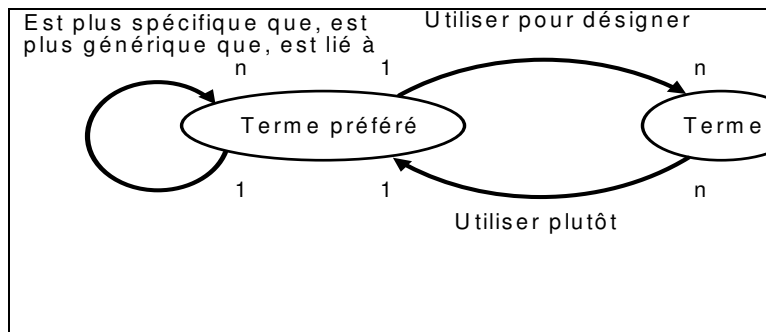 Est plus spécifique que, est
plus générique que, est lié à
Utiliser pour désigner
n
1
n
Terme préféré
Terme
1
1
n
Utiliser plutôt